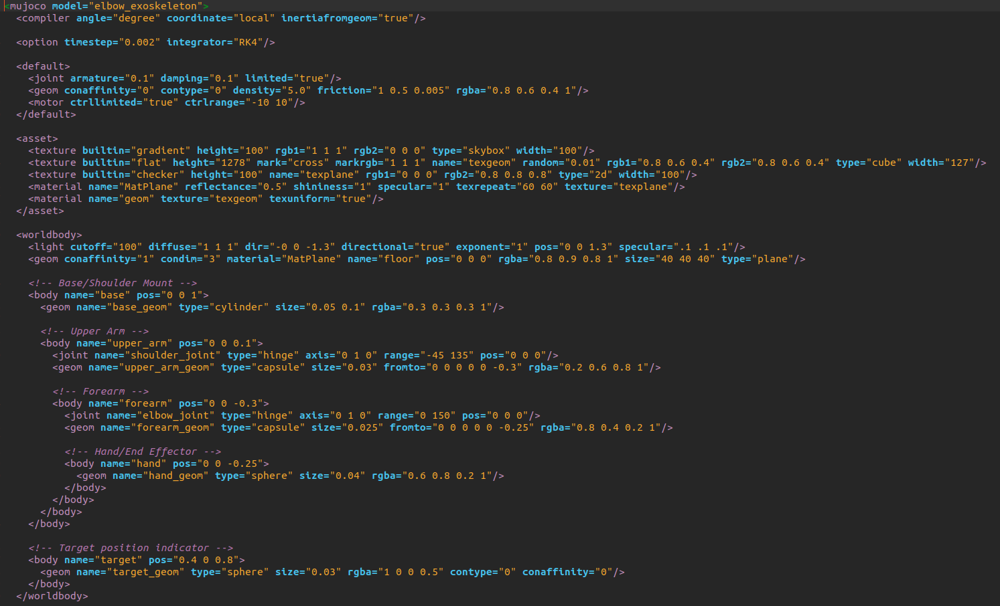 <mujoco model="elbow_exoskeleton">
  <compiler angle="degree" coordinate="local" inertiafromgeom="true"/>

  <option timestep="0.002" integrator="RK4"/>

  <default>
    <joint armature="0.1" damping="0.1" limited="true"/>
    <geom conaffinity="0" contype="0" density="5.0" friction="1 0.5 0.005" rgba="0.8 0.6 0.4 1"/>
    <motor ctrllimited="true" ctrlrange="-10 10"/>
  </default>

  <asset>
    <texture builtin="gradient" height="100" rgb1="1 1 1" rgb2="0 0 0" type="skybox" width="100"/>
    <texture builtin="flat" height="1278" mark="cross" markrgb="1 1 1" name="texgeom" random="0.01" rgb1="0.8 0.6 0.4" rgb2="0.8 0.6 0.4" type="cube" width="127"/>
    <texture builtin="checker" height="100" name="texplane" rgb1="0 0 0" rgb2="0.8 0.8 0.8" type="2d" width="100"/>
    <material name="MatPlane" reflectance="0.5" shininess="1" specular="1" texrepeat="60 60" texture="texplane"/>
    <material name="geom" texture="texgeom" texuniform="true"/>
  </asset>

  <worldbody>
    <light cutoff="100" diffuse="1 1 1" dir="-0 0 -1.3" directional="true" exponent="1" pos="0 0 1.3" specular=".1 .1 .1"/>
    <geom conaffinity="1" condim="3" material="MatPlane" name="floor" pos="0 0 0" rgba="0.8 0.9 0.8 1" size="40 40 40" type="plane"/>

    <!-- Base/Shoulder Mount -->
    <body name="base" pos="0 0 1">
      <geom name="base_geom" type="cylinder" size="0.05 0.1" rgba="0.3 0.3 0.3 1"/>

      <!-- Upper Arm -->
      <body name="upper_arm" pos="0 0 0.1">
        <joint name="shoulder_joint" type="hinge" axis="0 1 0" range="-45 135" pos="0 0 0"/>
        <geom name="upper_arm_geom" type="capsule" size="0.03" fromto="0 0 0 0 0 -0.3" rgba="0.2 0.6 0.8 1"/>

        <!-- Forearm -->
        <body name="forearm" pos="0 0 -0.3">
          <joint name="elbow_joint" type="hinge" axis="0 1 0" range="0 150" pos="0 0 0"/>
          <geom name="forearm_geom" type="capsule" size="0.025" fromto="0 0 0 0 0 -0.25" rgba="0.8 0.4 0.2 1"/>

          <!-- Hand/End Effector -->
          <body name="hand" pos="0 0 -0.25">
            <geom name="hand_geom" type="sphere" size="0.04" rgba="0.6 0.8 0.2 1"/>
          </body>
        </body>
      </body>
    </body>

    <!-- Target position indicator -->
    <body name="target" pos="0.4 0 0.8">
      <geom name="target_geom" type="sphere" size="0.03" rgba="1 0 0 0.5" contype="0" conaffinity="0"/>
    </body>
  </worldbody>